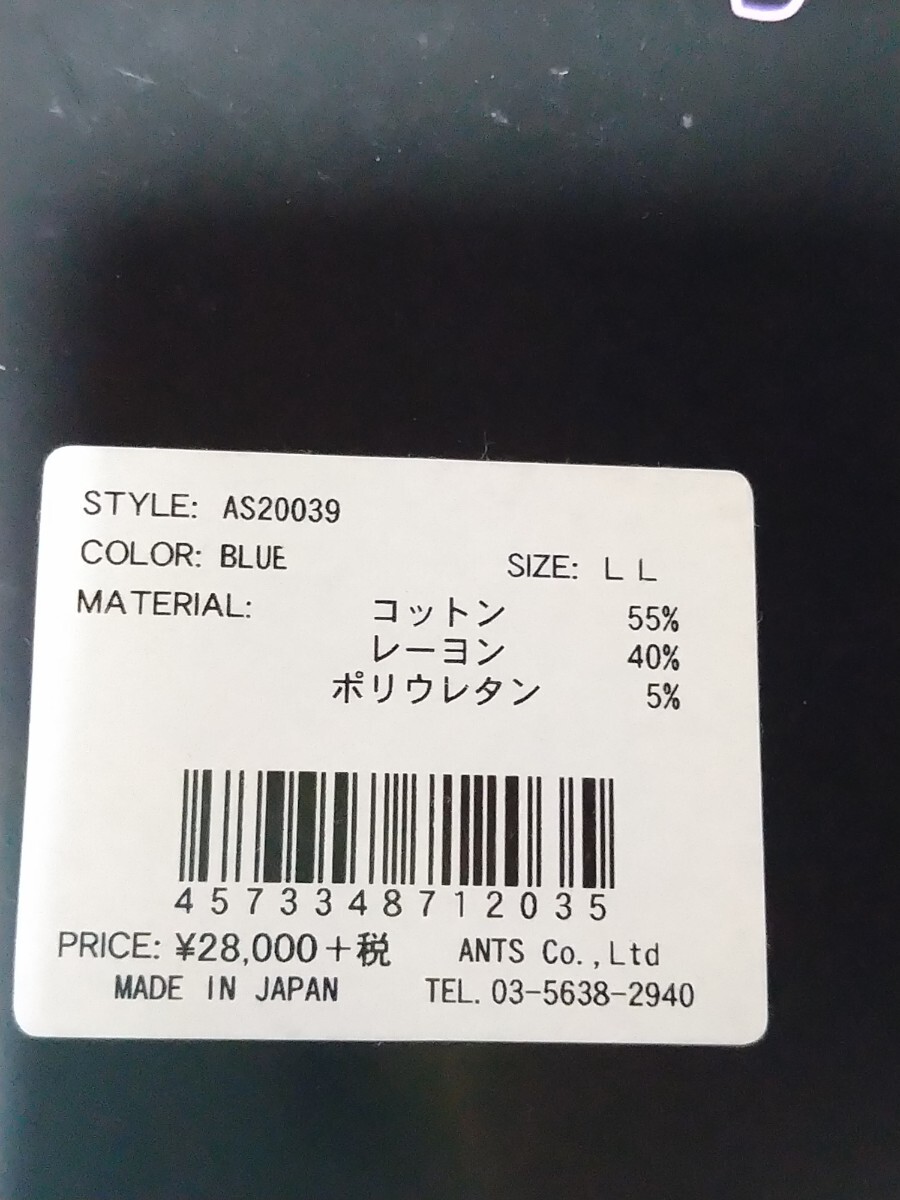 STYLE: AS20039
COLOR: BLUE SIZE: L L
MATERIAL: コットン 55%
レーヨン 40%
ポリウレタン 5%
4573348712035
PRICE: ¥28,000+税 ANTS Co.,Ltd
MADE IN JAPAN TEL. 03-5638-2940